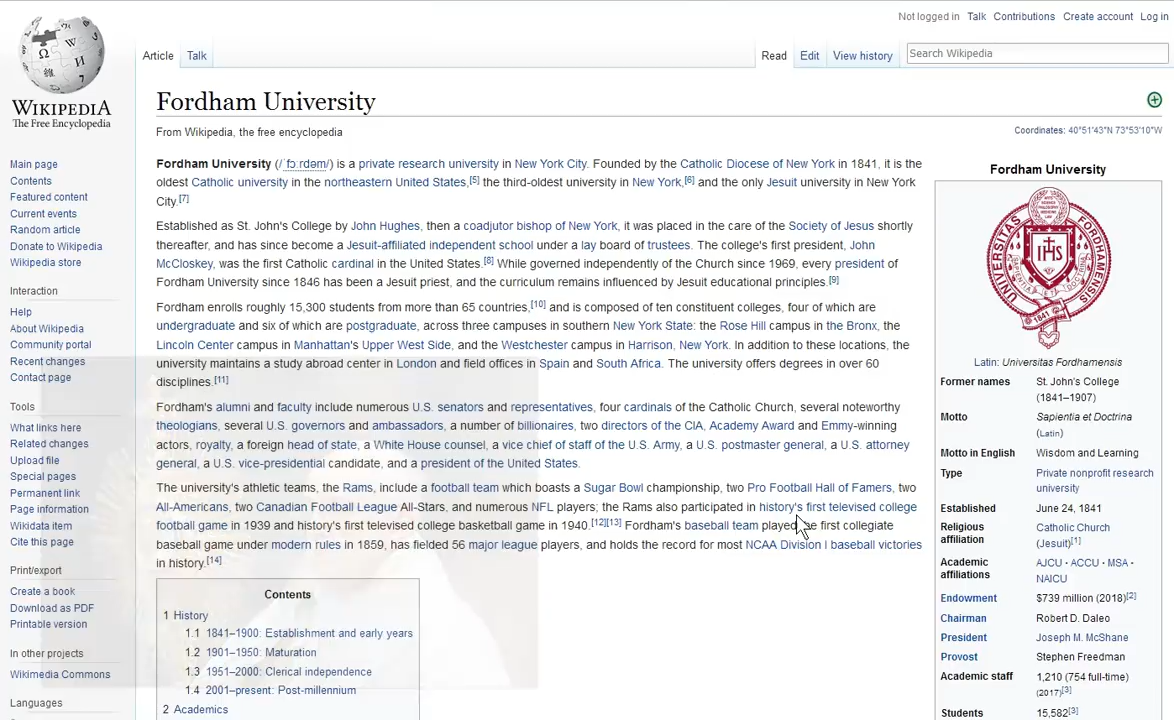 Not logged in Talk Contributions Create account Log in
Article Talk Read Edit View history Search Wikipedia
WIKIPEDIA
The Free Encyclopedia
Main page
Contents
Featured content
Current events
Random article
Donate to Wikipedia
Wikipedia store
Interaction
Help
About Wikipedia
Community portal
Recent changes
Contact page
Tools
What links here
Related changes
Upload file
Special pages
Permanent link
Page information
Wikidata item
Cite this page
Print/export
Create a book
Download as PDF
Printable version
In other projects
Wikimedia Commons
Languages
Fordham University
From Wikipedia, the free encyclopedia
Coordinates: 40°51′43″N 73°53′10″W
Fordham University (/ˈfɔːrdəm/) is a private research university in New York City. Founded by the Catholic Diocese of New York in 1841, it is the
oldest Catholic university in the northeastern United States,[5] the third-oldest university in New York,[6] and the only Jesuit university in New York
City.[7]
Established as St. John's College by John Hughes, then a coadjutor bishop of New York, it was placed in the care of the Society of Jesus shortly
thereafter, and has since become a Jesuit-affiliated independent school under a lay board of trustees. The college's first president, John
McCloskey, was the first Catholic cardinal in the United States.[8] While governed independently of the Church since 1969, every president of
Fordham University since 1846 has been a Jesuit priest, and the curriculum remains influenced by Jesuit educational principles.[9]
Fordham enrolls roughly 15,300 students from more than 65 countries,[10] and is composed of ten constituent colleges, four of which are
undergraduate and six of which are postgraduate, across three campuses in southern New York State: the Rose Hill campus in the Bronx, the
Lincoln Center campus in Manhattan's Upper West Side, and the Westchester campus in Harrison, New York. In addition to these locations, the
university maintains a study abroad center in London and field offices in Spain and South Africa. The university offers degrees in over 60
disciplines.[11]
Fordham's alumni and faculty include numerous U.S. senators and representatives, four cardinals of the Catholic Church, several noteworthy
theologians, several U.S. governors and ambassadors, a number of billionaires, two directors of the CIA, Academy Award and Emmy-winning
actors, royalty, a foreign head of state, a White House counsel, a vice chief of staff of the U.S. Army, a U.S. postmaster general, a U.S. attorney
general, a U.S. vice-presidential candidate, and a president of the United States.
The university's athletic teams, the Rams, include a football team which boasts a Sugar Bowl championship, two Pro Football Hall of Famers, two
All-Americans, two Canadian Football League All-Stars, and numerous NFL players; the Rams also participated in history's first televised college
football game in 1939 and history's first televised college basketball game in 1940.[12][13] Fordham's baseball team played the first collegiate
baseball game under modern rules in 1859, has fielded 56 major league players, and holds the record for most NCAA Division I baseball victories
in history.[14]
Contents
1 History
1.1 1841–1900: Establishment and early years
1.2 1901–1950: Maturation
1.3 1951–2000: Clerical independence
1.4 2001–present: Post-millennium
2 Academics
Fordham University
UNIVERSITAS FORDHAMENSIS
IHS
1841
Latin: Universitas Fordhamensis
Former names St. John's College
(1841–1907)
Motto Sapientia et Doctrina
(Latin)
Motto in English Wisdom and Learning
Type Private nonprofit research
university
Established June 24, 1841
Religious affiliation Catholic Church
(Jesuit)[1]
Academic affiliations AJCU · ACCU · MSA ·
NAICU
Endowment $739 million (2018)[2]
Chairman Robert D. Daleo
President Joseph M. McShane
Provost Stephen Freedman
Academic staff 1,210 (754 full-time)
(2017)[3]
Students 15,582[3]